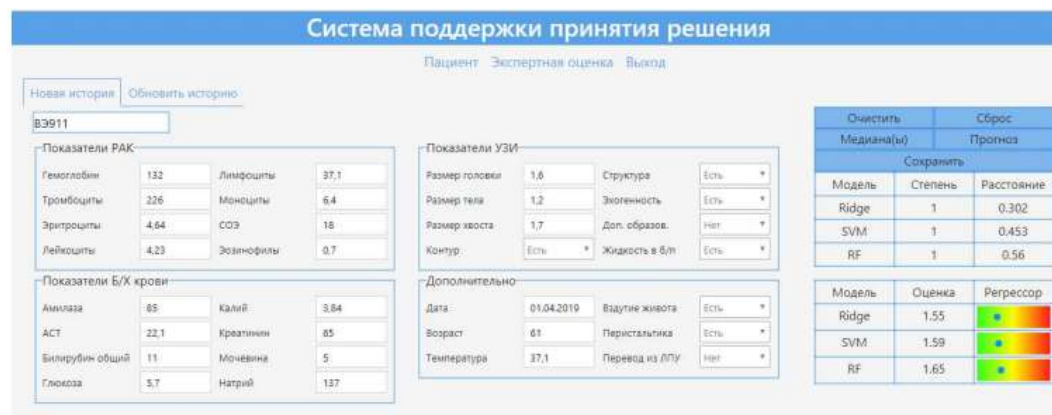 Система поддержки принятия решения
Пациент Экспертная оценка Выход
Новая история Обновить историю
ВЭ911
Показатели РАК
Гемоглобин 132 Лимфоциты 37,1
Тромбоциты 226 Моноциты 6,4
Эритроциты 4,64 СОЭ 18
Лейкоциты 4,23 Эозинофилы 0,7
Показатели УЗИ
Размер головки 1,6 Структура Есть
Размер тела 1,2 Эхогенность Есть
Размер хвоста 1,7 Доп. образов. Нет
Контур Есть Жидкость в б/п Есть
Показатели Б/Х крови
Амилаза 85 Калий 3,84
АСТ 22,1 Креатинин 65
Билирубин общий 11 Мочевина 5
Глюкоза 5,7 Натрий 137
Дополнительно
Дата 01.04.2019 Вздутие живота Есть
Возраст 61 Перистальтика Есть
Температура 37,1 Перевод из ЛПУ Нет
Очистить Сброс
Медиана(ы) Прогноз
Сохранить
Модель Степень Расстояние
Ridge 1 0.302
SVM 1 0.453
RF 1 0.56
Модель Оценка Регрессор
Ridge 1.55
SVM 1.59
RF 1.65